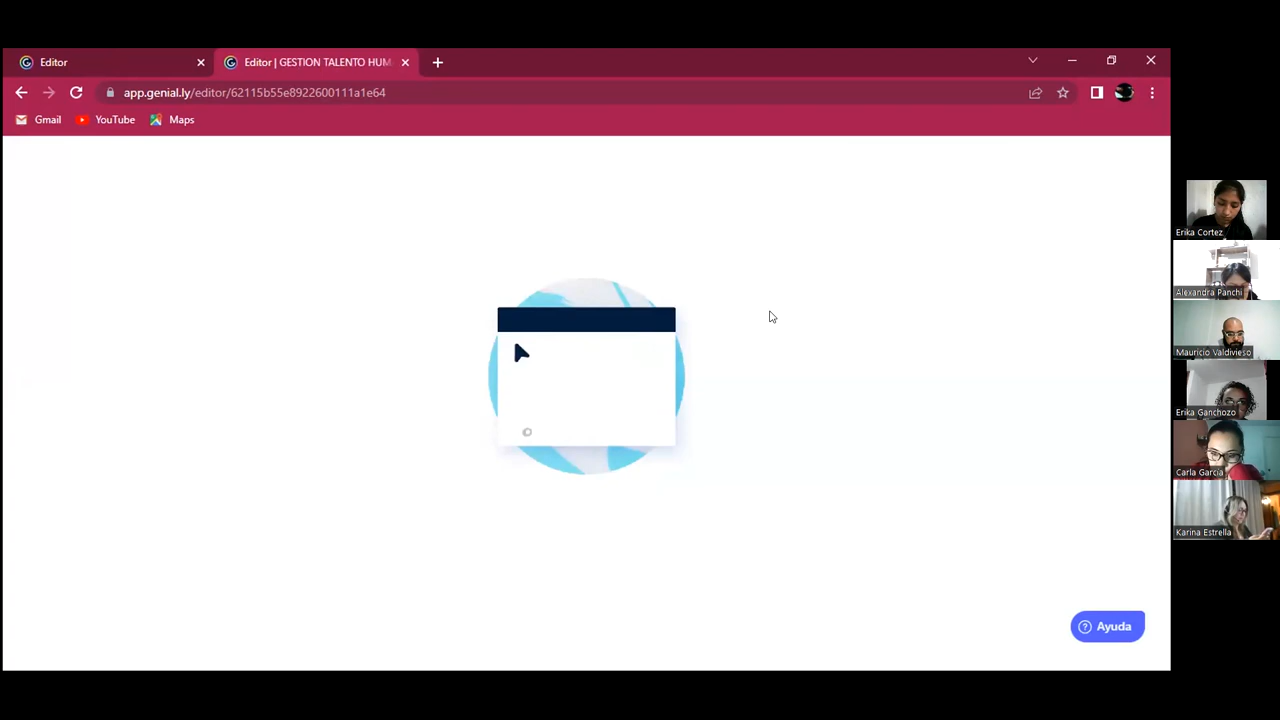 Editor
Editor | GESTION TALENTO HUM
app.genial.ly/editor/62115b55e8922600111a1e64
Gmail
YouTube
Maps
Erika Cortez
Alexandra Panchi
Mauricio Valdivieso
Erika Ganchozo
Carla García
Karina Estrella
? Ayuda